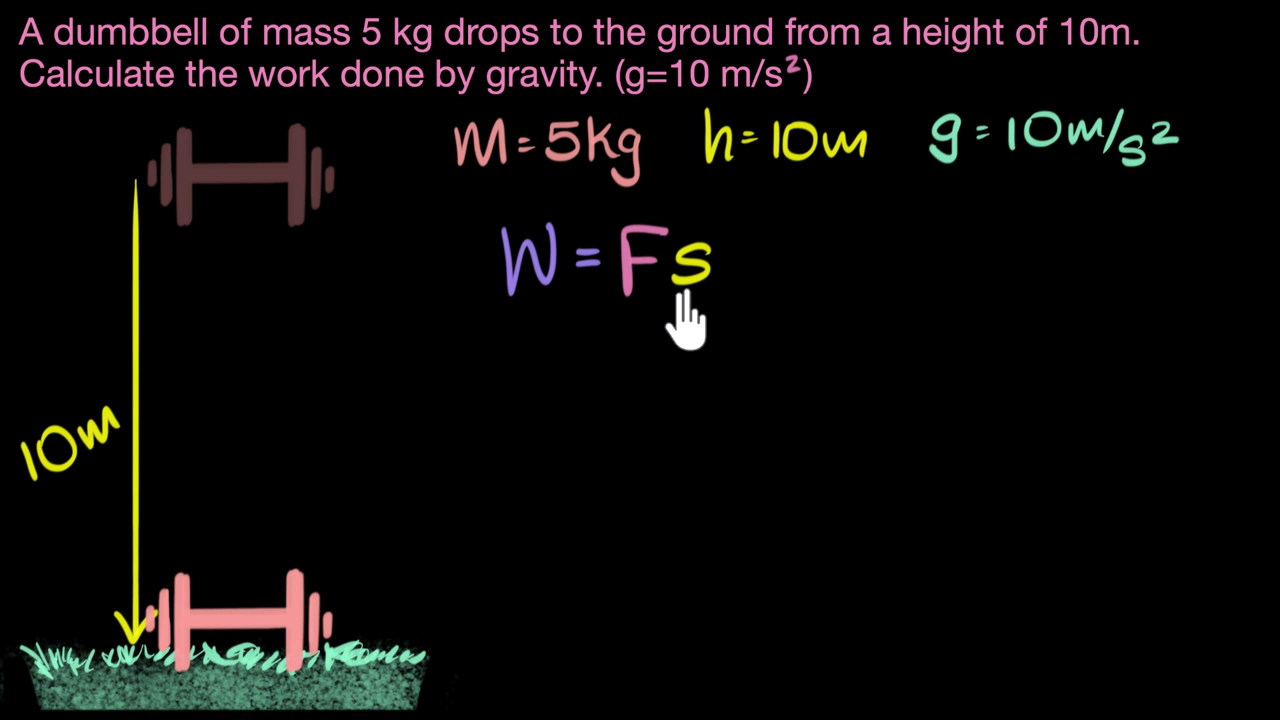 A dumbbell of mass 5 kg drops to the ground from a height of 10m.
Calculate the work done by gravity. (g=10 m/s²)
m=5kg h=10m g=10m/s²
W=Fs
10m